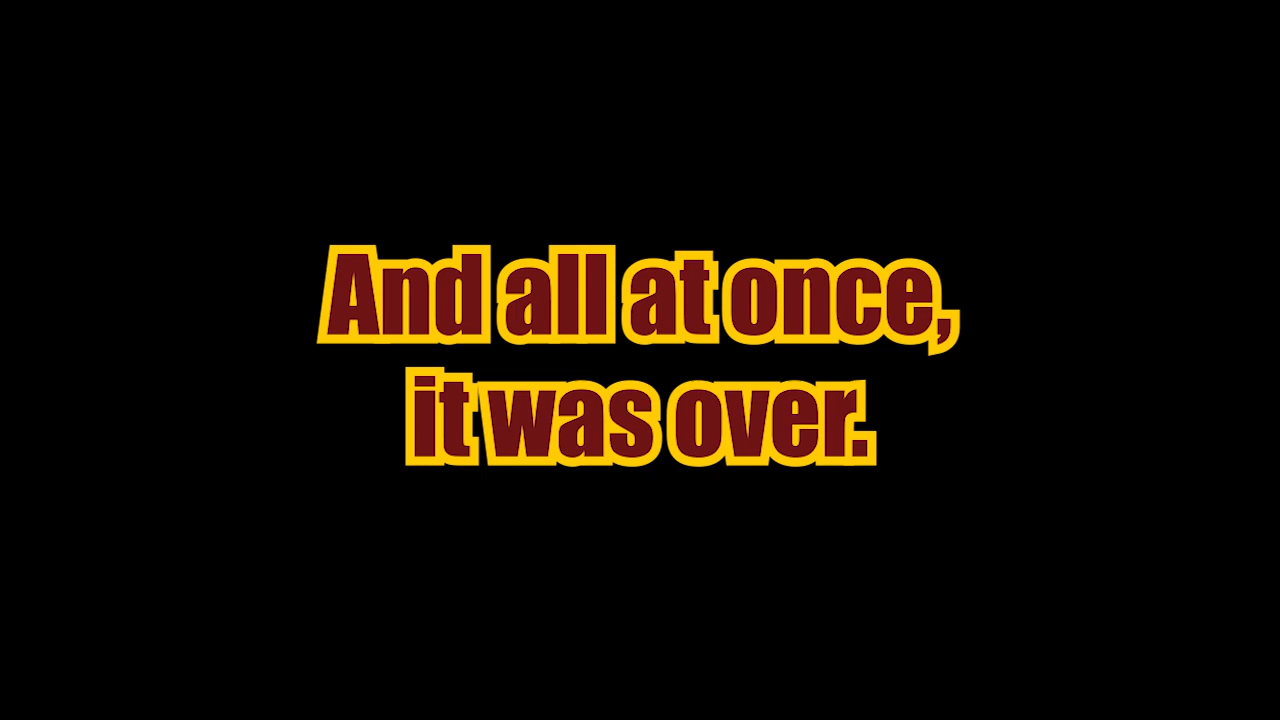 And all at once,
it was over.